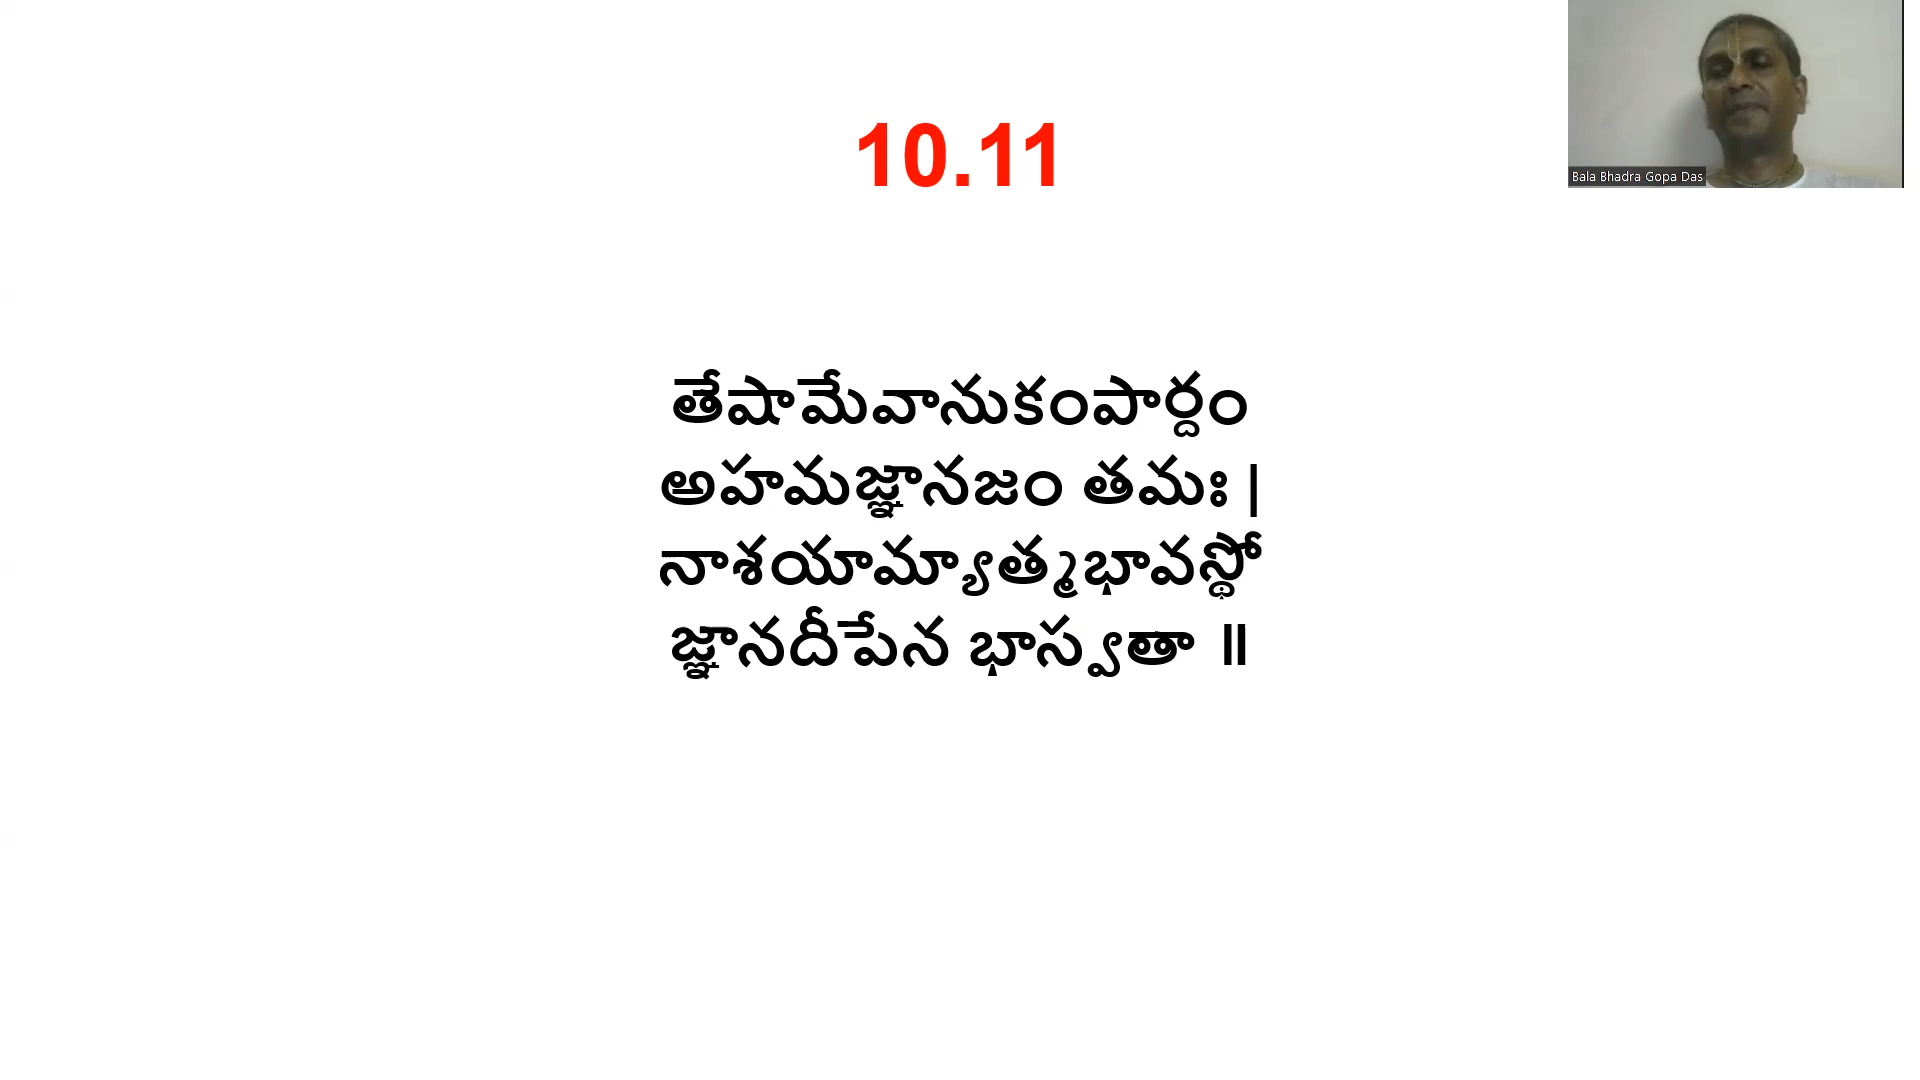 10.11
Bala Bhadra Gopa Das
తేషామేవానుకంపార్దం
అహమజ్ఞానజం తమః |
నాశయామ్యాత్మభావస్థో
జ్ఞానదీపేన భాస్వతా ॥